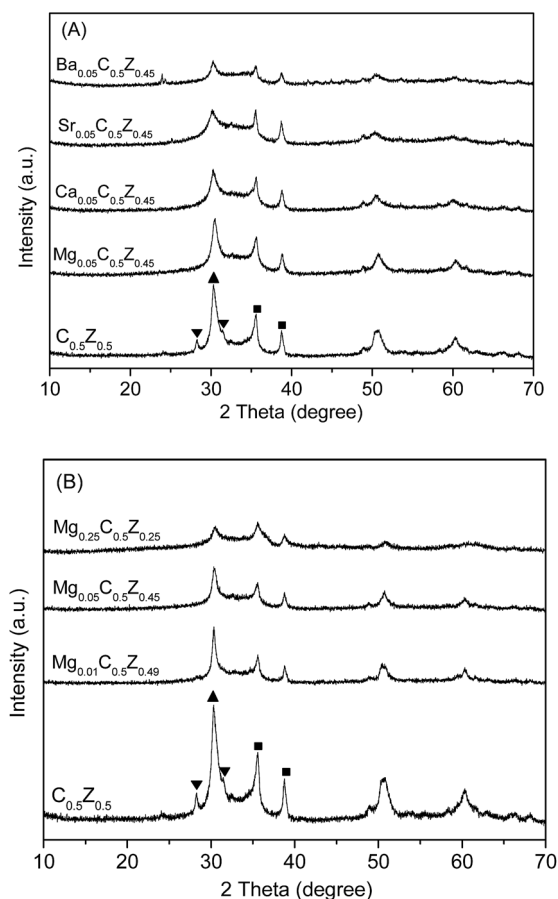 (A)
Ba0.05C0.5Z0.45
Sr0.05C0.5Z0.45
Ca0.05C0.5Z0.45
Mg0.05C0.5Z0.45
C0.5Z0.5
Intensity (a.u.)
10 20 30 40 50 60 70
2 Theta (degree)
(B)
Mg0.25C0.5Z0.25
Mg0.05C0.5Z0.45
Mg0.01C0.5Z0.49
C0.5Z0.5
Intensity (a.u.)
10 20 30 40 50 60 70
2 Theta (degree)